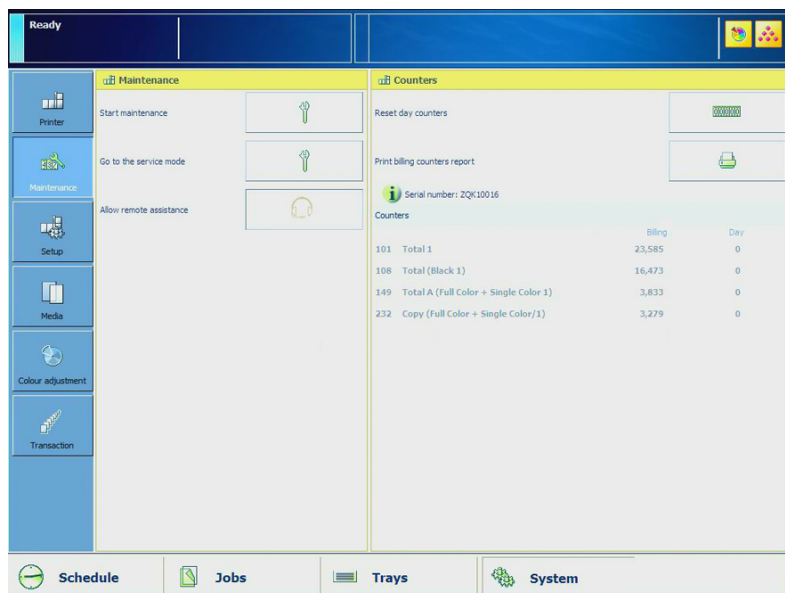 Ready
Maintenance
Counters
Printer
Start maintenance
Reset day counters
Maintenance
Go to the service mode
Print billing counters report
Serial number: ZQK10016
Allow remote assistance
Counters
Billing Day
Setup
101 Total 1 23,585 0
108 Total (Black 1) 16,473 0
149 Total A (Full Color + Single Color 1) 3,833 0
232 Copy (Full Color + Single Color/1) 3,279 0
Media
Colour adjustment
Transaction
Schedule
Jobs
Trays
System